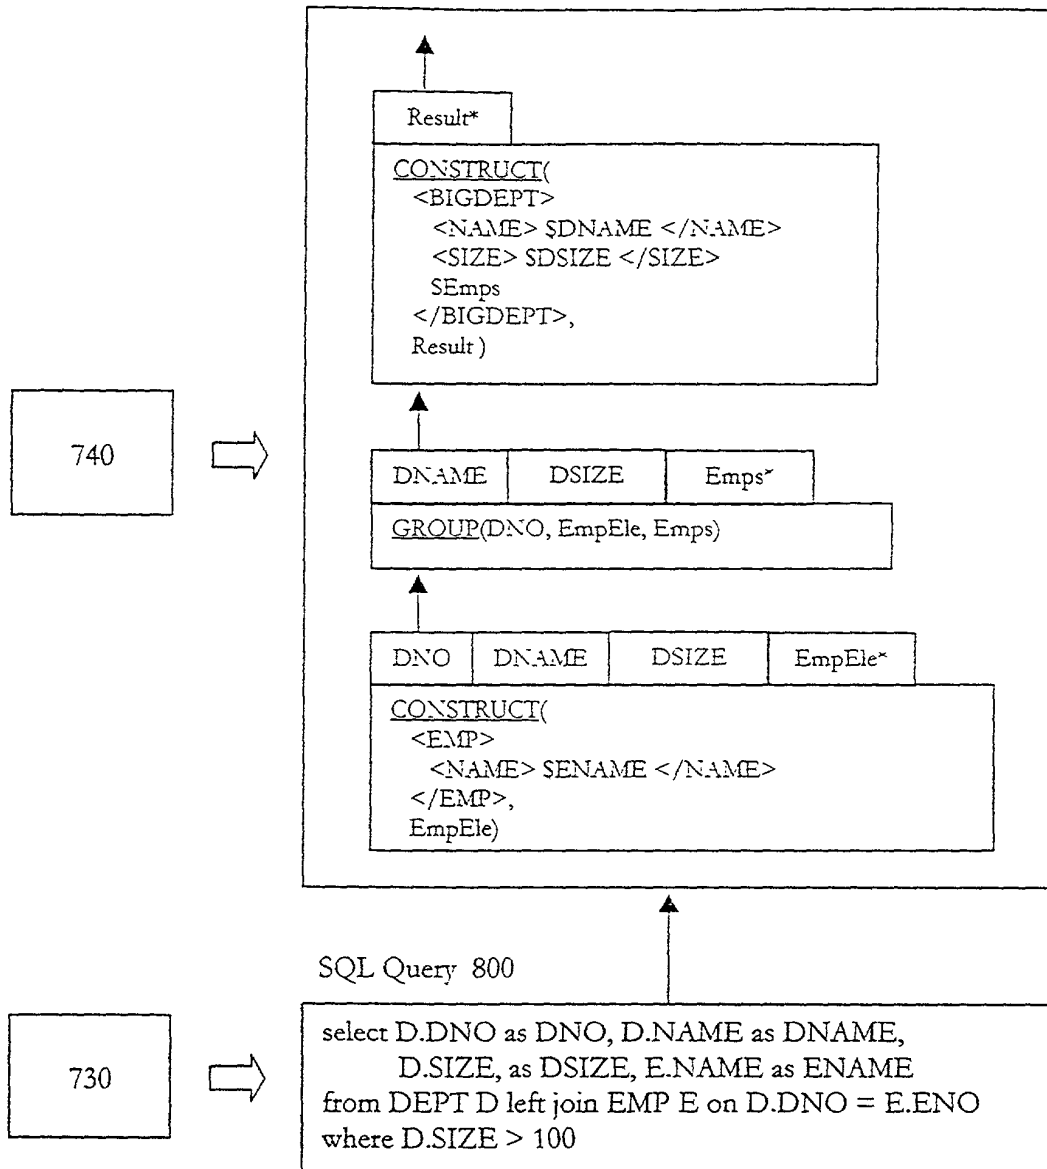 Result*
CONSTRUCT(
<BIGDEPT>
<NAME> $DNAME </NAME>
<SIZE> $DSIZE </SIZE>
$Emps
</BIGDEPT>,
Result )
740
DNAME DSIZE Emps*
GROUP(DNO, EmpEle, Emps)
DNO DNAME DSIZE EmpEle*
CONSTRUCT(
<EMP>
<NAME> $ENAME </NAME>
</EMP>,
EmpEle)
SQL Query 800
730
select D.DNO as DNO, D.NAME as DNAME,
D.SIZE, as DSIZE, E.NAME as ENAME
from DEPT D left join EMP E on D.DNO = E.ENO
where D.SIZE > 100